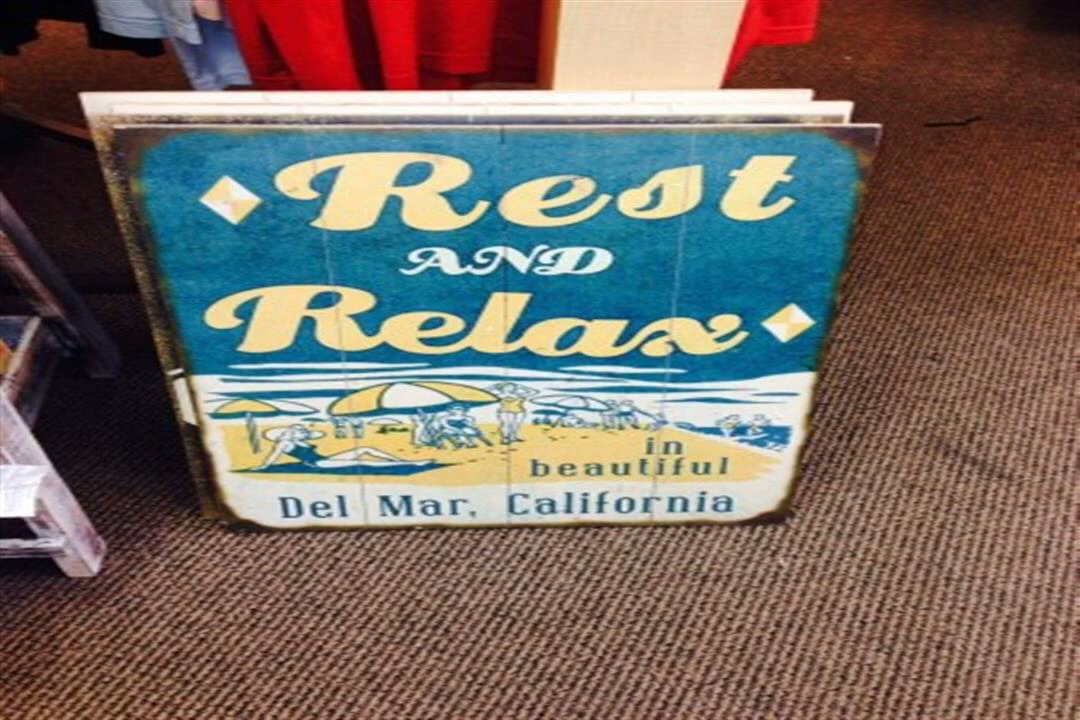 Rest
AND
Relax
in
beautiful
Del Mar, California